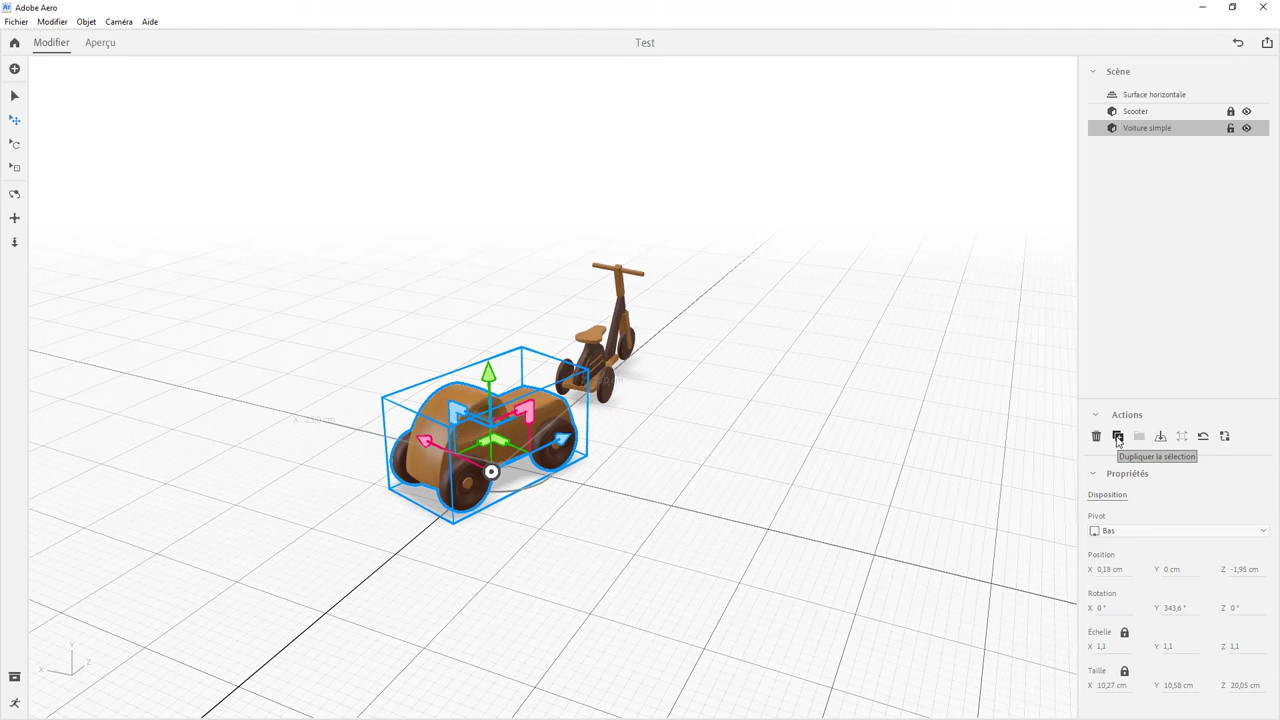 Ar Adobe Aero
Fichier Modifier Objet Caméra Aide
Modifier Aperçu Test
Scène
Surface horizontale
Scooter
Voiture simple
Actions
Dupliquer la sélection
Propriétés
Disposition
Pivot
Bas
Position
X 0,18 cm Y 0 cm Z -1,95 cm
Rotation
X 0 ° Y 343,6 ° Z 0 °
Échelle
X 1,1 Y 1,1 Z 1,1
Taille
X 10,27 cm Y 10,58 cm Z 20,05 cm
Y
X Z